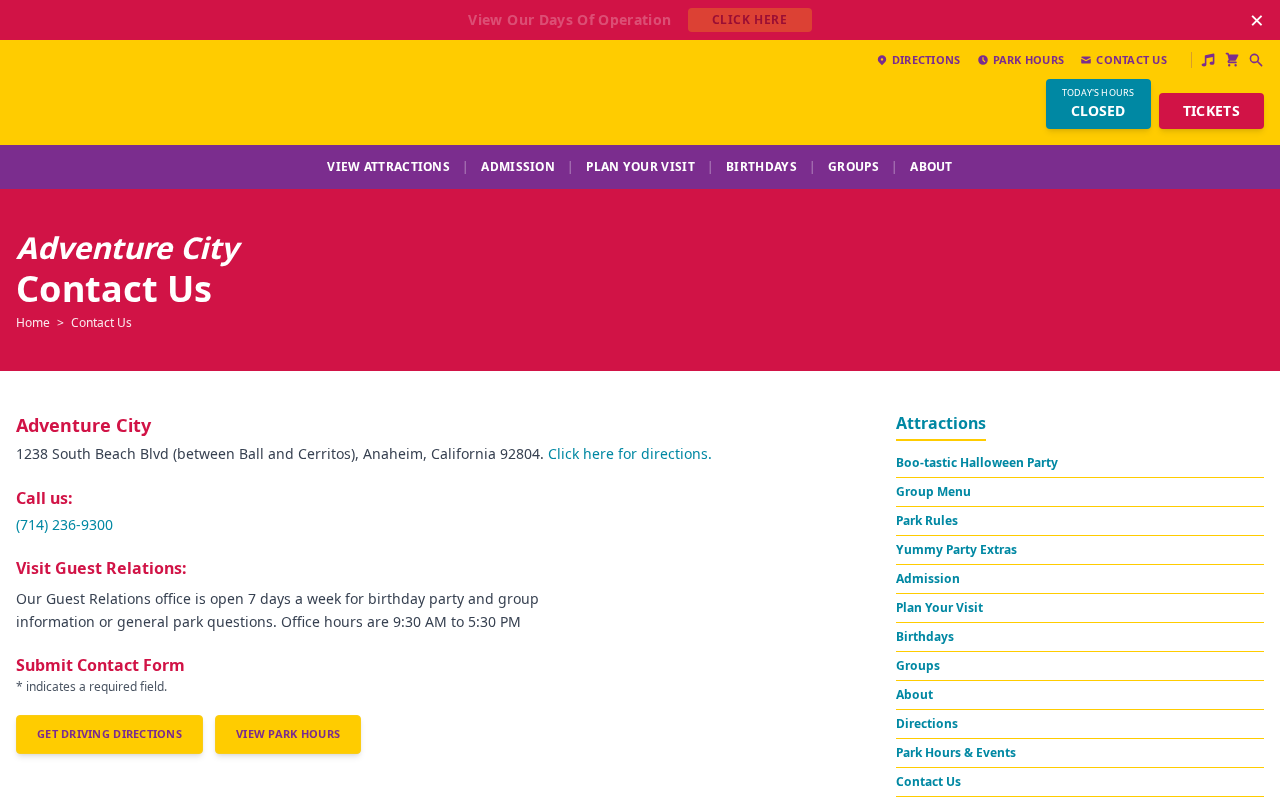 View Our Days Of Operation CLICK HERE
DIRECTIONS PARK HOURS CONTACT US
TODAY'S HOURS
CLOSED
TICKETS
VIEW ATTRACTIONS | ADMISSION | PLAN YOUR VISIT | BIRTHDAYS | GROUPS | ABOUT
Adventure City
Contact Us
Home > Contact Us
Adventure City
1238 South Beach Blvd (between Ball and Cerritos), Anaheim, California 92804. Click here for directions.
Call us:
(714) 236-9300
Visit Guest Relations:
Our Guest Relations office is open 7 days a week for birthday party and group
information or general park questions. Office hours are 9:30 AM to 5:30 PM
Submit Contact Form
* indicates a required field.
GET DRIVING DIRECTIONS VIEW PARK HOURS
Attractions
Boo-tastic Halloween Party
Group Menu
Park Rules
Yummy Party Extras
Admission
Plan Your Visit
Birthdays
Groups
About
Directions
Park Hours & Events
Contact Us